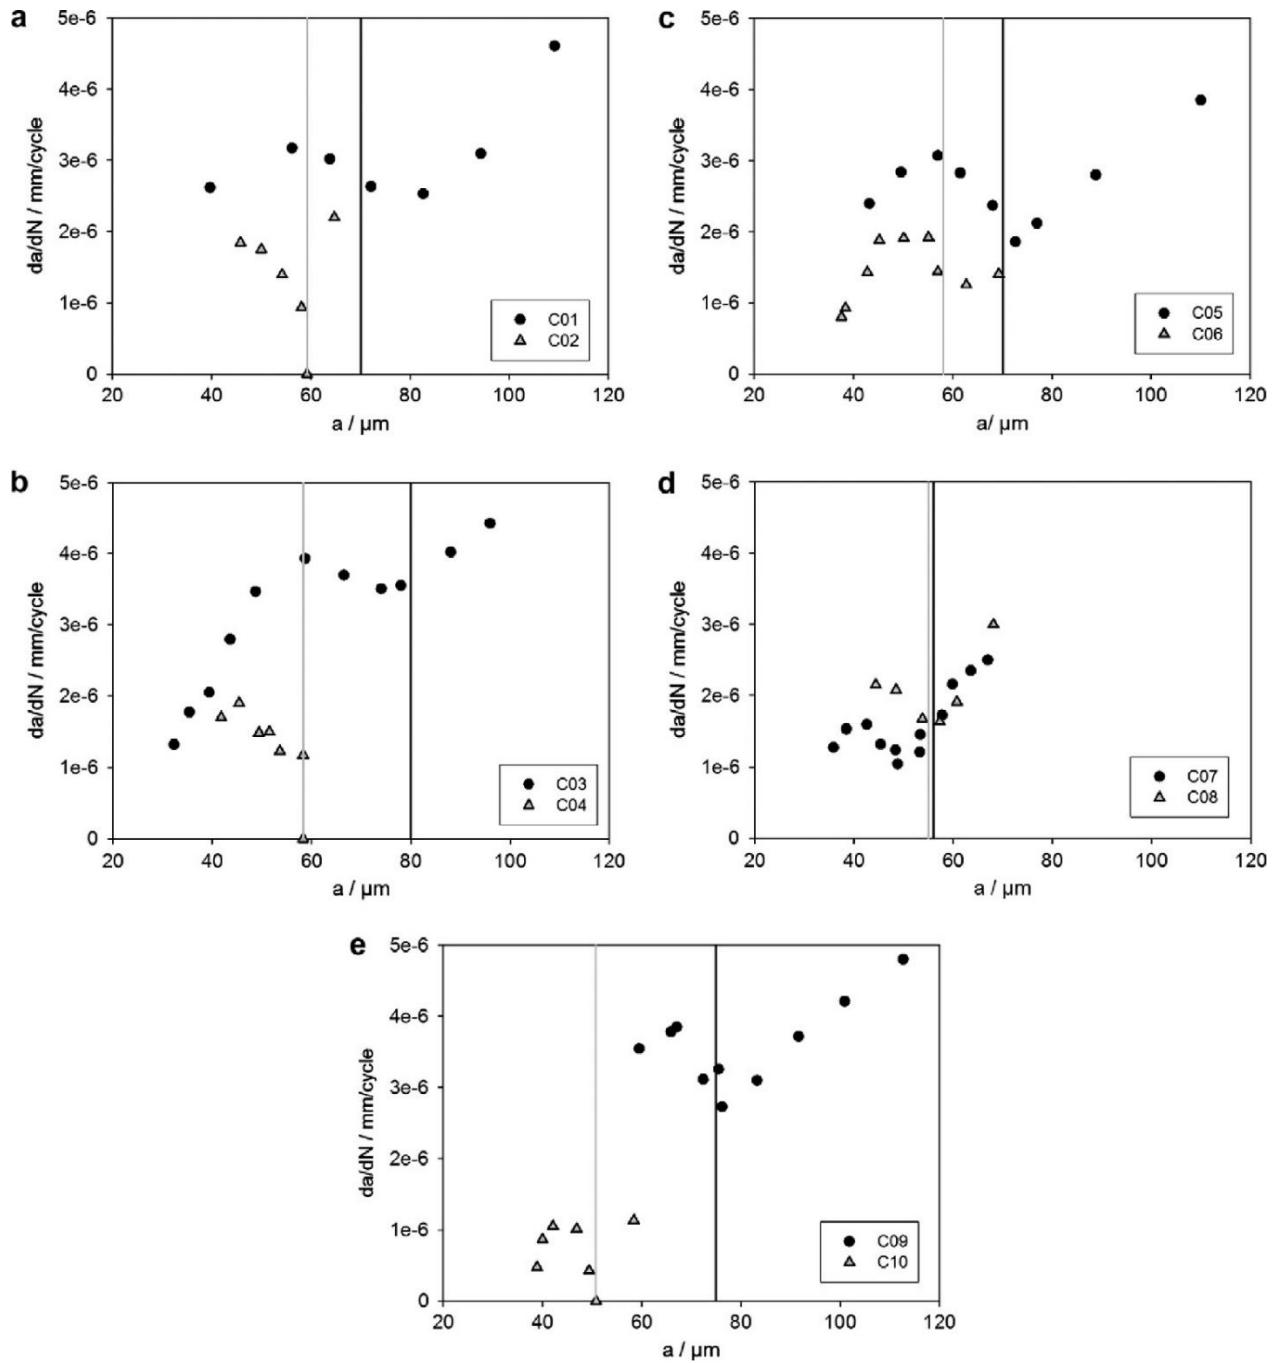 a
5e-6
4e-6
3e-6
2e-6
1e-6
0
da/dN / mm/cycle
20 40 60 80 100 120
a / µm
C01
C02
c
5e-6
4e-6
3e-6
2e-6
1e-6
0
da/dN / mm/cycle
20 40 60 80 100 120
a/ µm
C05
C06
b
5e-6
4e-6
3e-6
2e-6
1e-6
0
da/dN / mm/cycle
20 40 60 80 100 120
a / µm
C03
C04
d
5e-6
4e-6
3e-6
2e-6
1e-6
0
da/dN / mm/cycle
20 40 60 80 100 120
a / µm
C07
C08
e
5e-6
4e-6
3e-6
2e-6
1e-6
0
da/dN / mm/cycle
20 40 60 80 100 120
a / µm
C09
C10